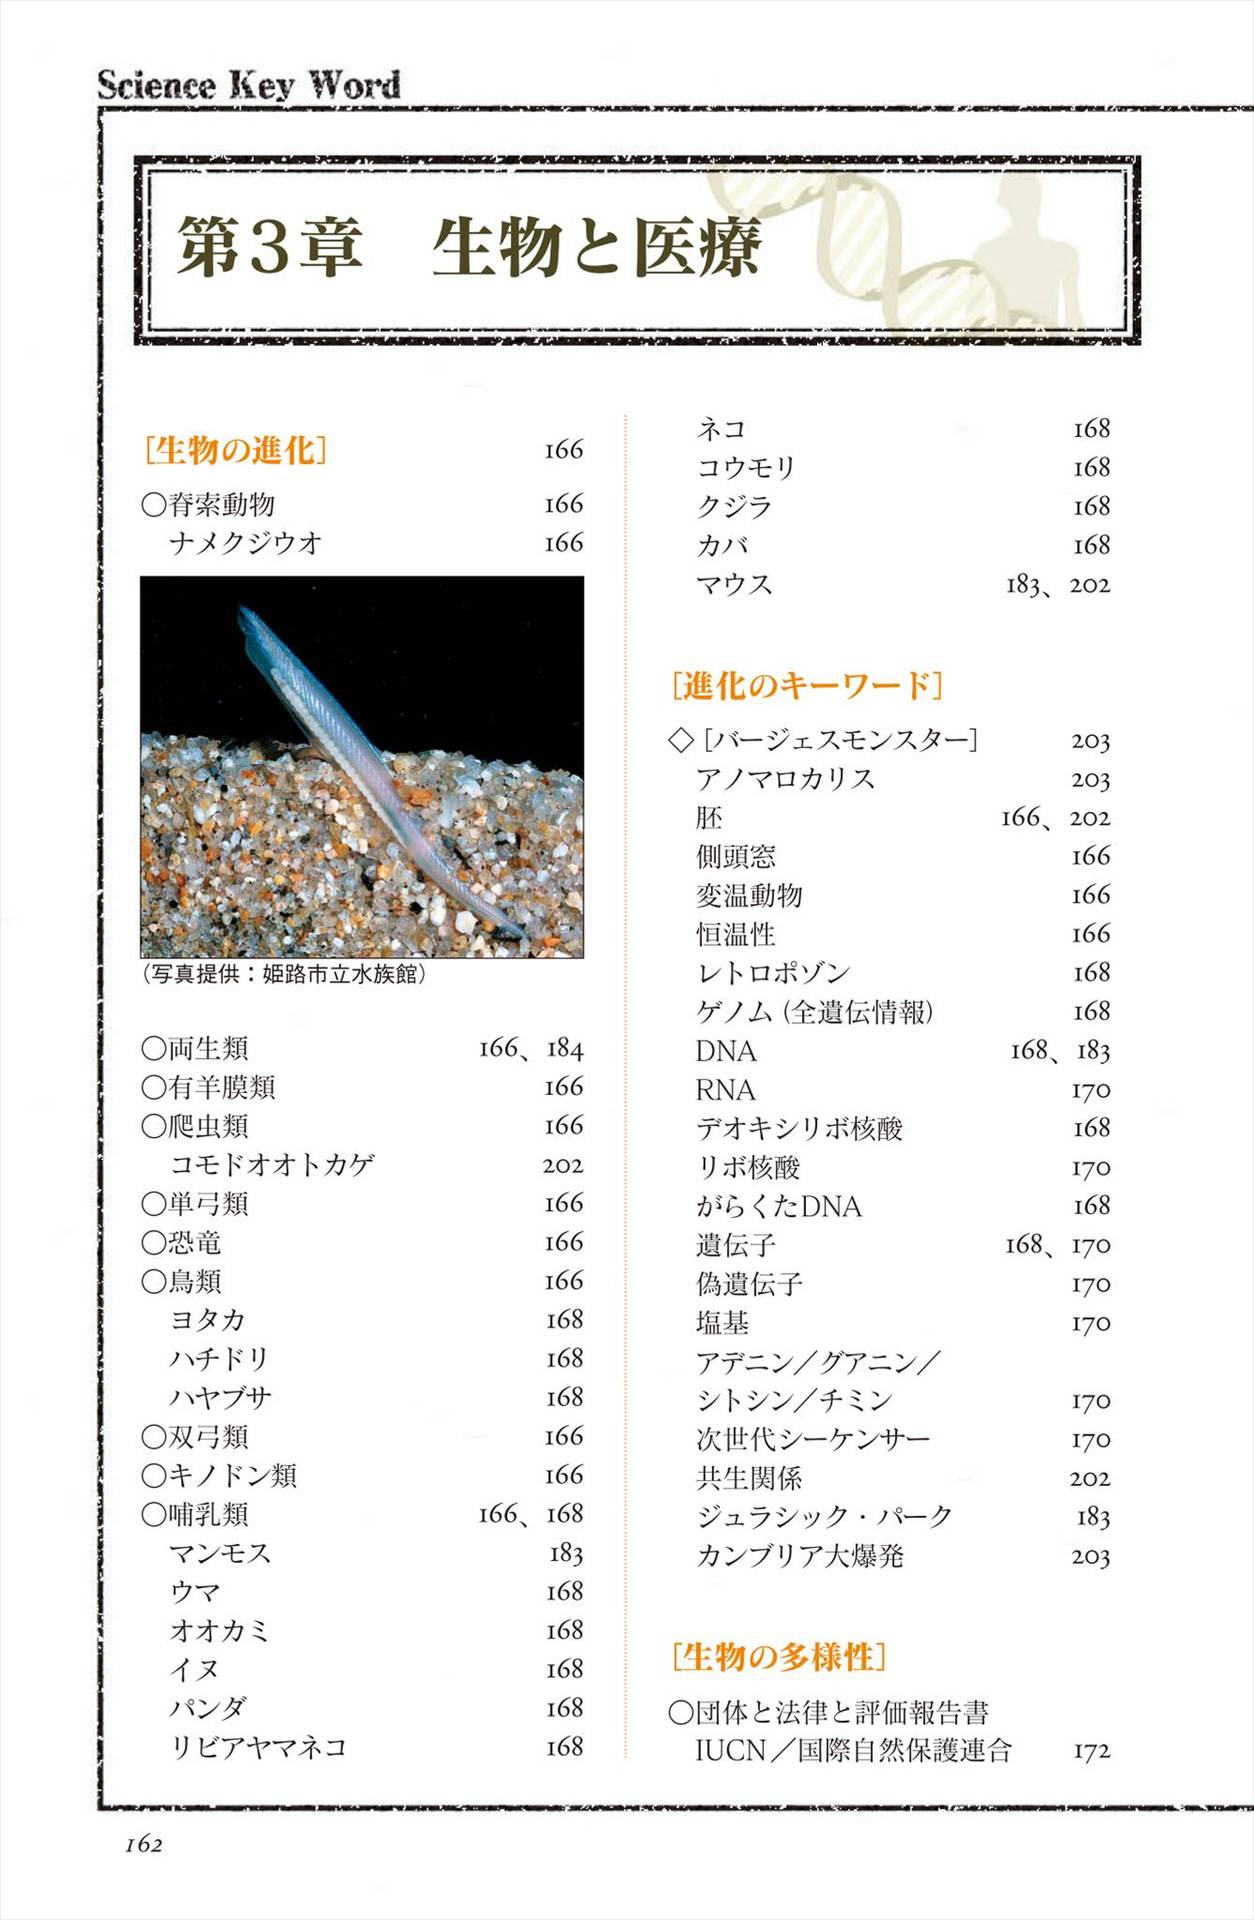 Science Key Word
第3章　生物と医療
［生物の進化］ 166
〇脊索動物 166
ナメクジウオ 166
（写真提供：姫路市立水族館）
〇両生類 166、184
〇有羊膜類 166
〇爬虫類 166
コモドオオトカゲ 202
〇単弓類 166
〇恐竜 166
〇鳥類 166
ヨタカ 168
ハチドリ 168
ハヤブサ 168
〇双弓類 166
〇キノドン類 166
〇哺乳類 166、168
マンモス 183
ウマ 168
オオカミ 168
イヌ 168
パンダ 168
リビアヤマネコ 168
ネコ 168
コウモリ 168
クジラ 168
カバ 168
マウス 183、202
［進化のキーワード］
◇［バージェスモンスター］ 203
アノマロカリス 203
胚 166、202
側頭窓 166
変温動物 166
恒温性 166
レトロポゾン 168
ゲノム（全遺伝情報） 168
DNA 168、183
RNA 170
デオキシリボ核酸 168
リボ核酸 170
がらくたDNA 168
遺伝子 168、170
偽遺伝子 170
塩基 170
アデニン／グアニン／
シトシン／チミン 170
次世代シーケンサー 170
共生関係 202
ジュラシック・パーク 183
カンブリア大爆発 203
［生物の多様性］
〇団体と法律と評価報告書
IUCN／国際自然保護連合 172
162